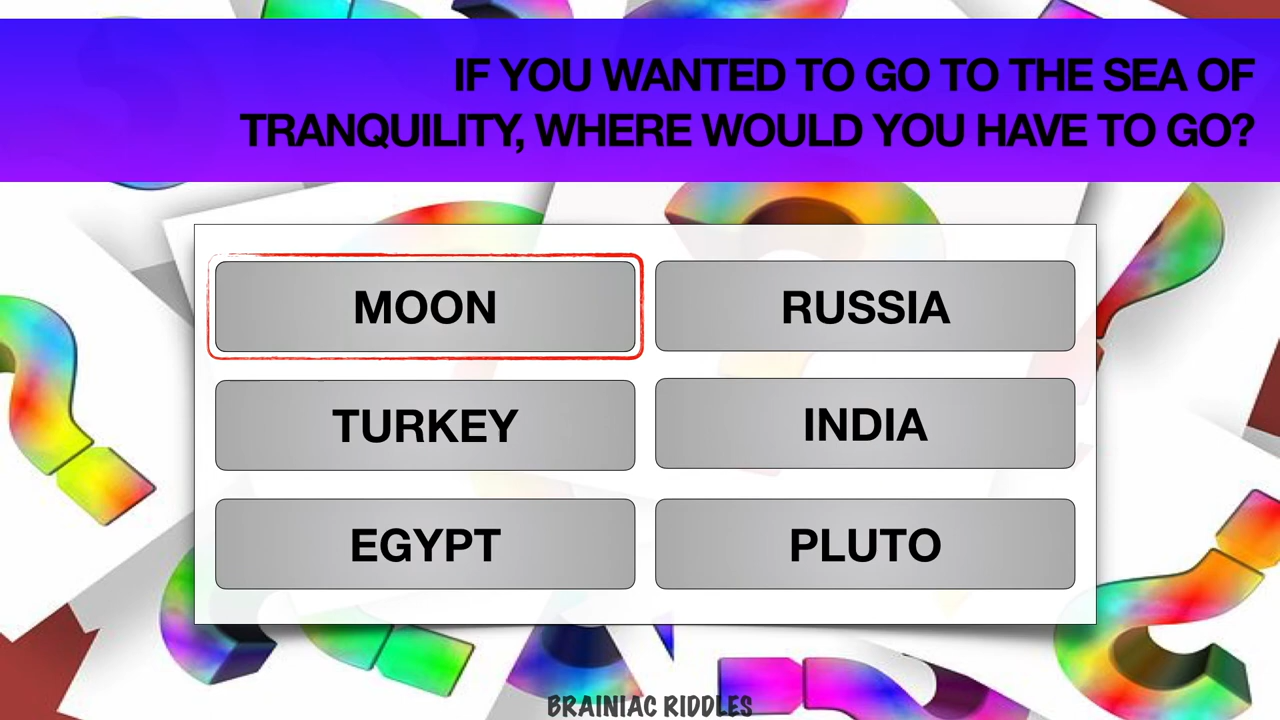 IF YOU WANTED TO GO TO THE SEA OF
TRANQUILITY, WHERE WOULD YOU HAVE TO GO?
MOON
RUSSIA
TURKEY
INDIA
EGYPT
PLUTO
BRAINIAC RIDDLES